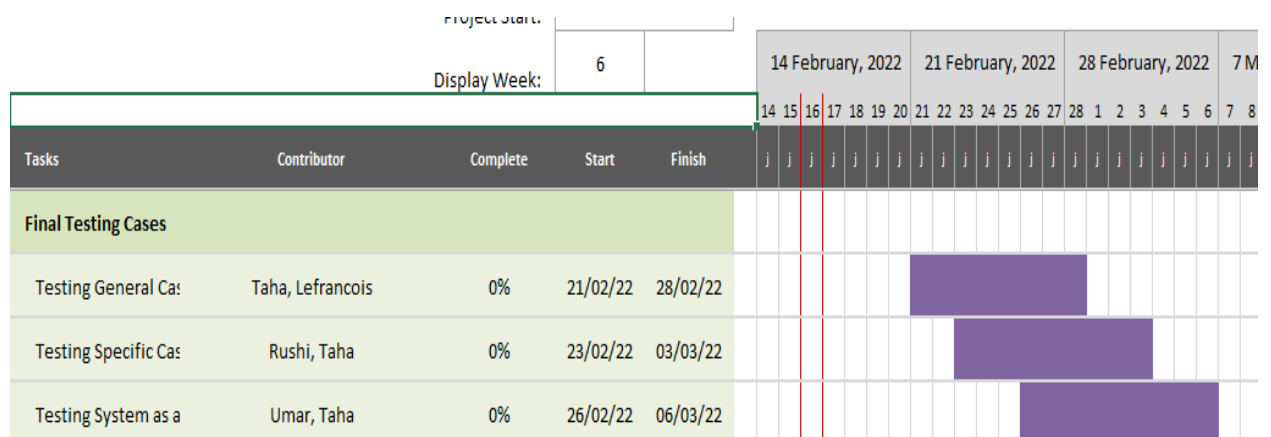 Project Start:
Display Week: 6
14 February, 2022 21 February, 2022 28 February, 2022 7 M
14 15 16 17 18 19 20 21 22 23 24 25 26 27 28 1 2 3 4 5 6 7 8
Tasks Contributor Complete Start Finish j j j j j j j j j j j j j j j j j j j j j j j
Final Testing Cases
Testing General Cas Taha, Lefrancois 0% 21/02/22 28/02/22
Testing Specific Cas Rushi, Taha 0% 23/02/22 03/03/22
Testing System as a Umar, Taha 0% 26/02/22 06/03/22